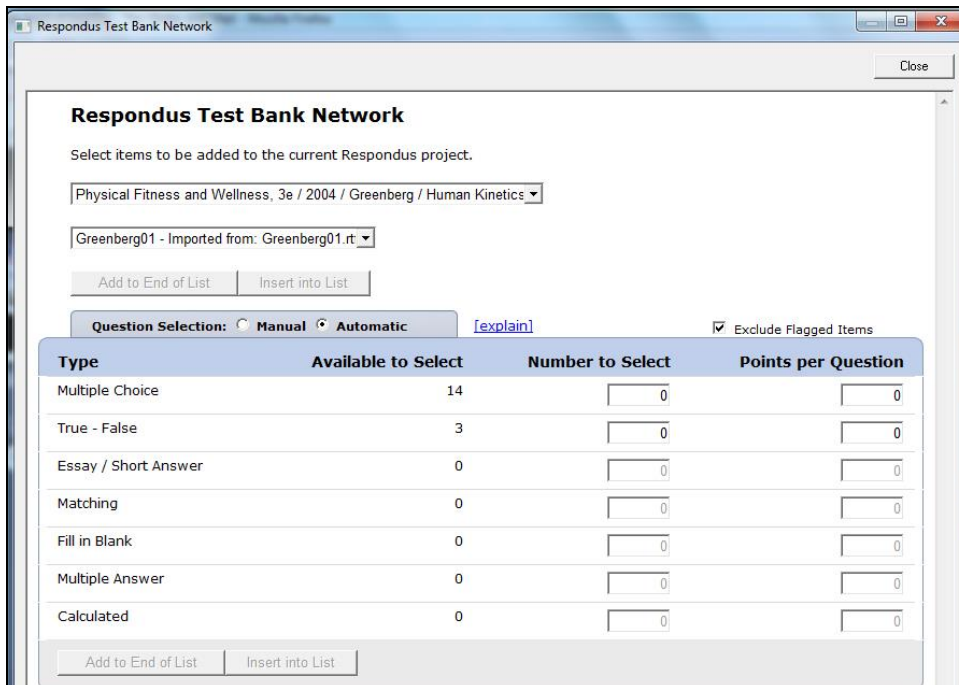 Respondus Test Bank Network
Close
Respondus Test Bank Network
Select items to be added to the current Respondus project.
Physical Fitness and Wellness, 3e / 2004 / Greenberg / Human Kinetics
Greenberg01 - Imported from: Greenberg01.rt
Add to End of List Insert into List
Question Selection: Manual Automatic [explain] Exclude Flagged Items
Type Available to Select Number to Select Points per Question
Multiple Choice 14 0 0
True - False 3 0 0
Essay / Short Answer 0 0 0
Matching 0 0 0
Fill in Blank 0 0 0
Multiple Answer 0 0 0
Calculated 0 0 0
Add to End of List Insert into List